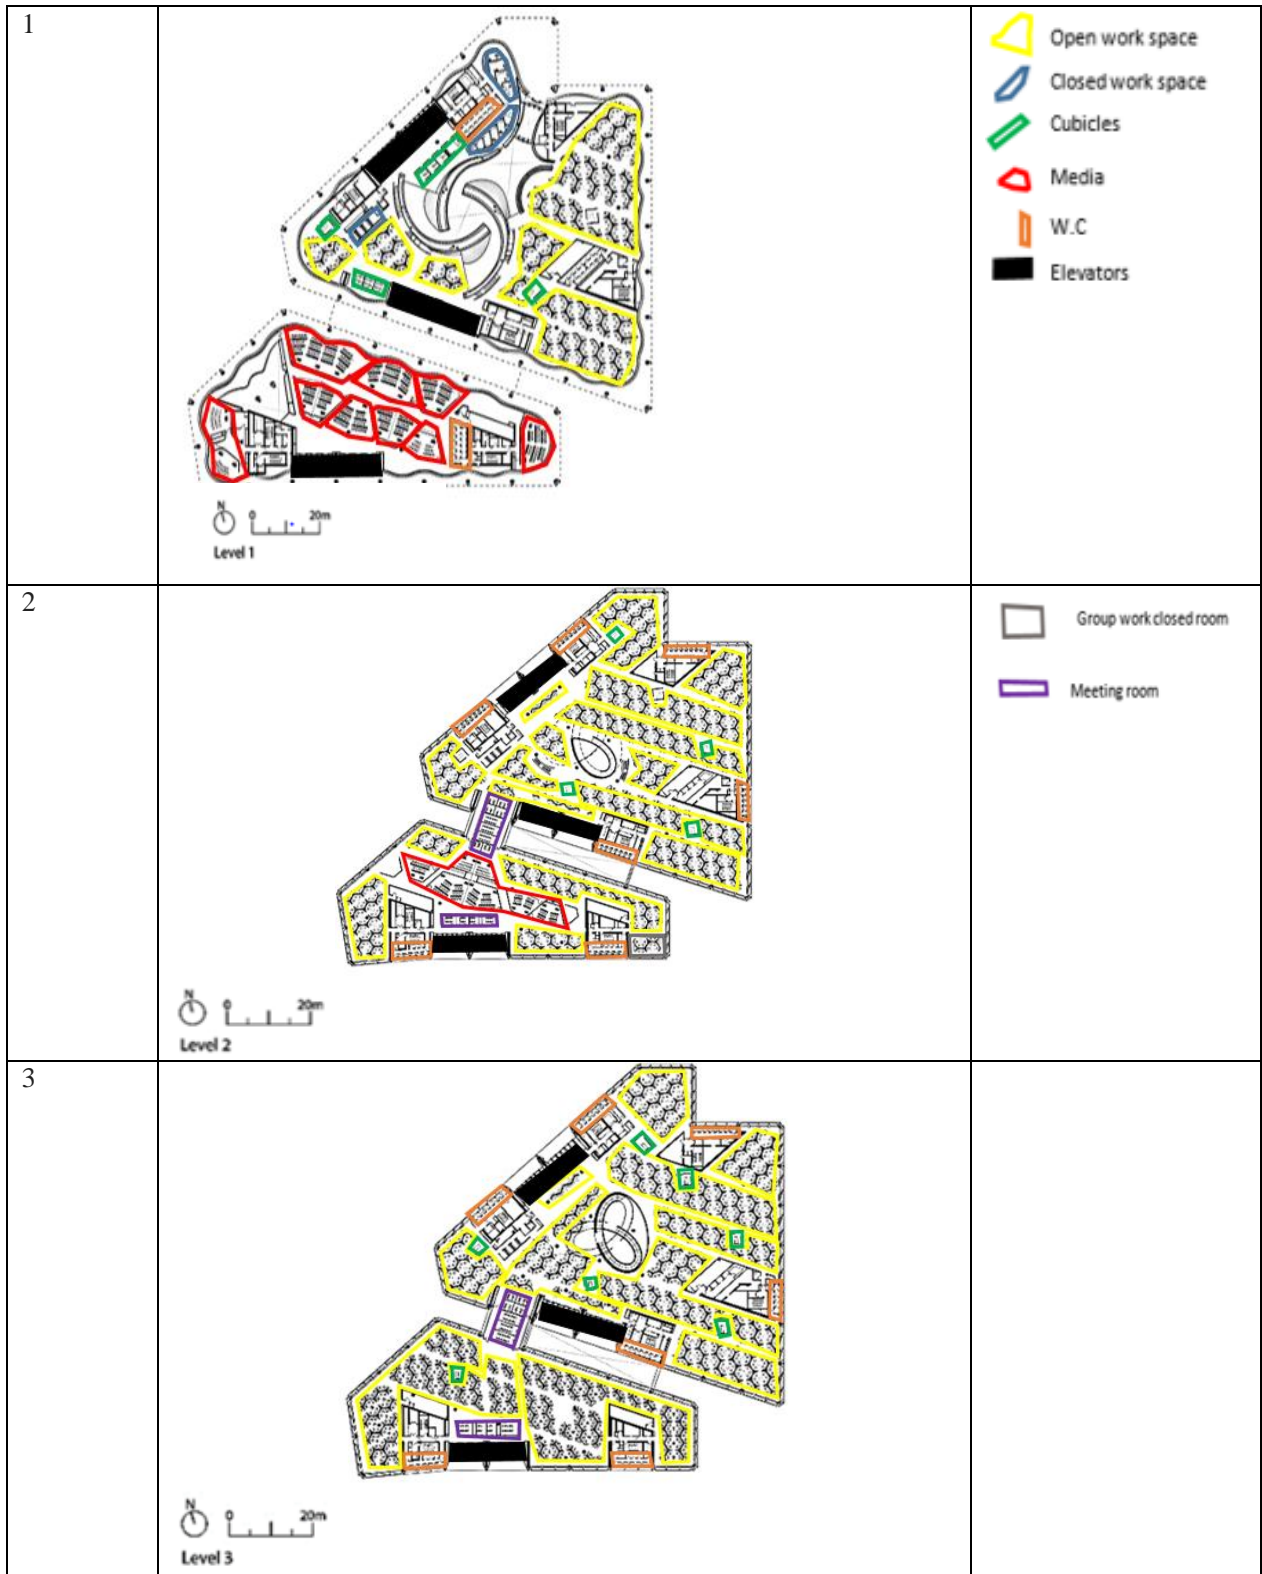 1
Open work space
Closed work space
Cubicles
Media
W.C
Elevators
N
0 20m
Level 1
2
Group work closed room
Meeting room
N
0 20m
Level 2
3
N
0 20m
Level 3